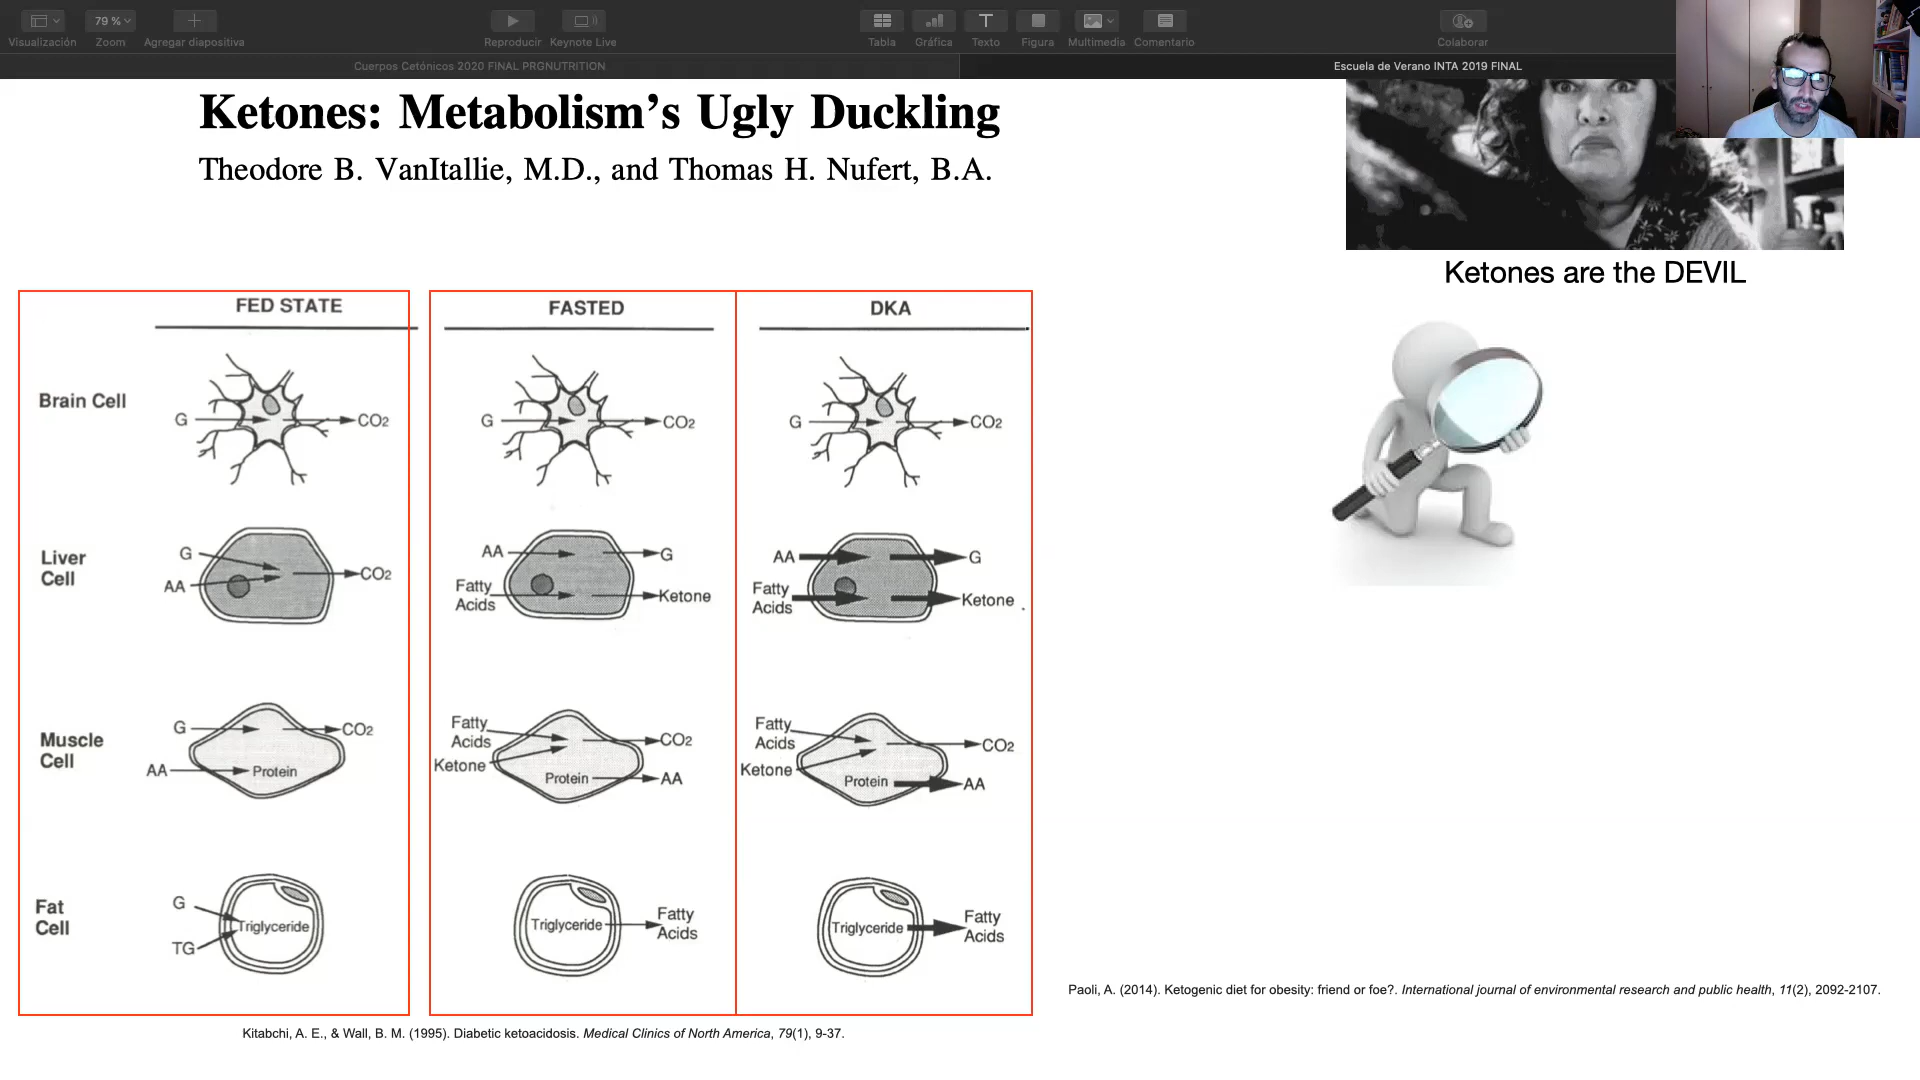 Visualización
79 %
Zoom
Agregar diapositiva
Reproducir
Keynote Live
Tabla
Gráfica
Texto
Figura
Multimedia
Comentario
Colaborar
Cuerpos Cetónicos 2020 FINAL PRGNUTRITION
Escuela de Verano INTA 2019 FINAL
Ketones: Metabolism’s Ugly Duckling
Theodore B. VanItallie, M.D., and Thomas H. Nufert, B.A.
Ketones are the DEVIL
FED STATE
FASTED
DKA
Brain Cell
G
CO2
G
CO2
G
CO2
Liver
Cell
G
AA
CO2
AA
G
Fatty
Acids
Ketone
AA
G
Fatty
Acids
Ketone
Muscle
Cell
G
CO2
AA
Protein
Fatty
Acids
CO2
Ketone
Protein
AA
Fatty
Acids
CO2
Ketone
Protein
AA
Fat
Cell
G
Triglyceride
TG
Triglyceride
Fatty
Acids
Triglyceride
Fatty
Acids
Paoli, A. (2014). Ketogenic diet for obesity: friend or foe?. International journal of environmental research and public health, 11(2), 2092-2107.
Kitabchi, A. E., & Wall, B. M. (1995). Diabetic ketoacidosis. Medical Clinics of North America, 79(1), 9-37.